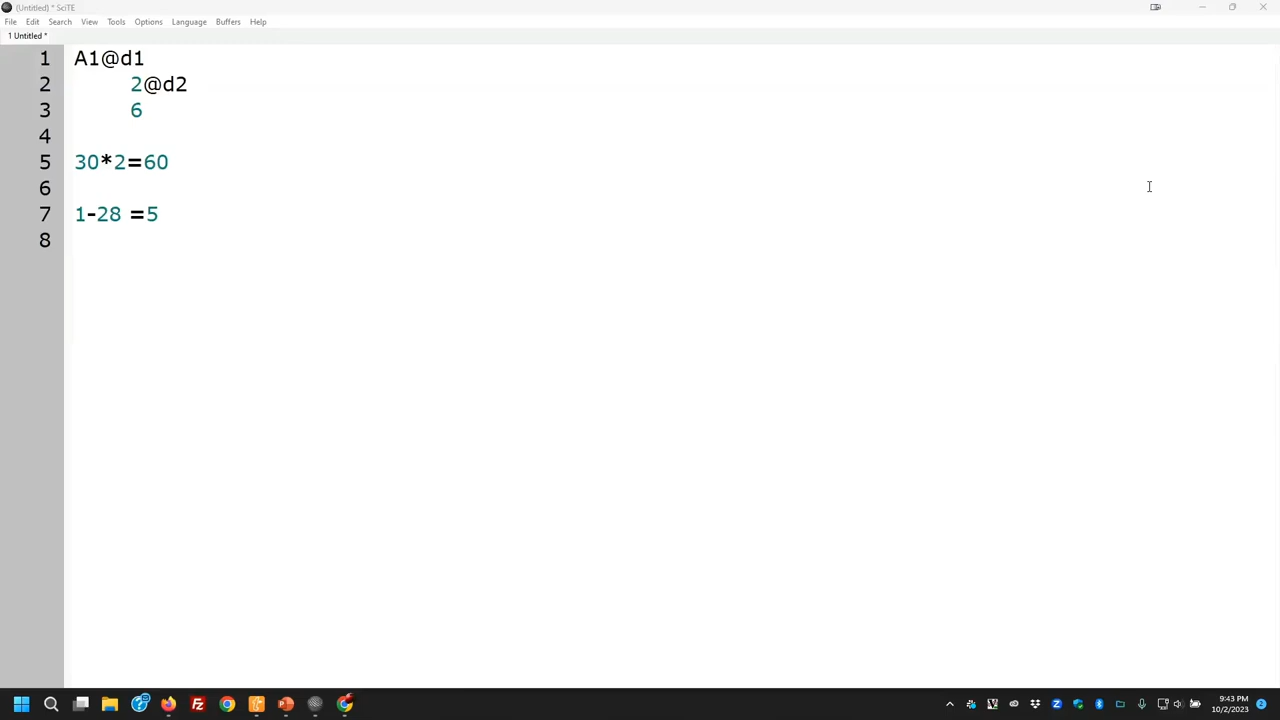 (Untitled) * SciTE
File Edit Search View Tools Options Language Buffers Help
1 Untitled *
1 A1@d1
2 2@d2
3 6
4
5 30*2=60
6
7 1-28 =5
8
9:43 PM
10/2/2023